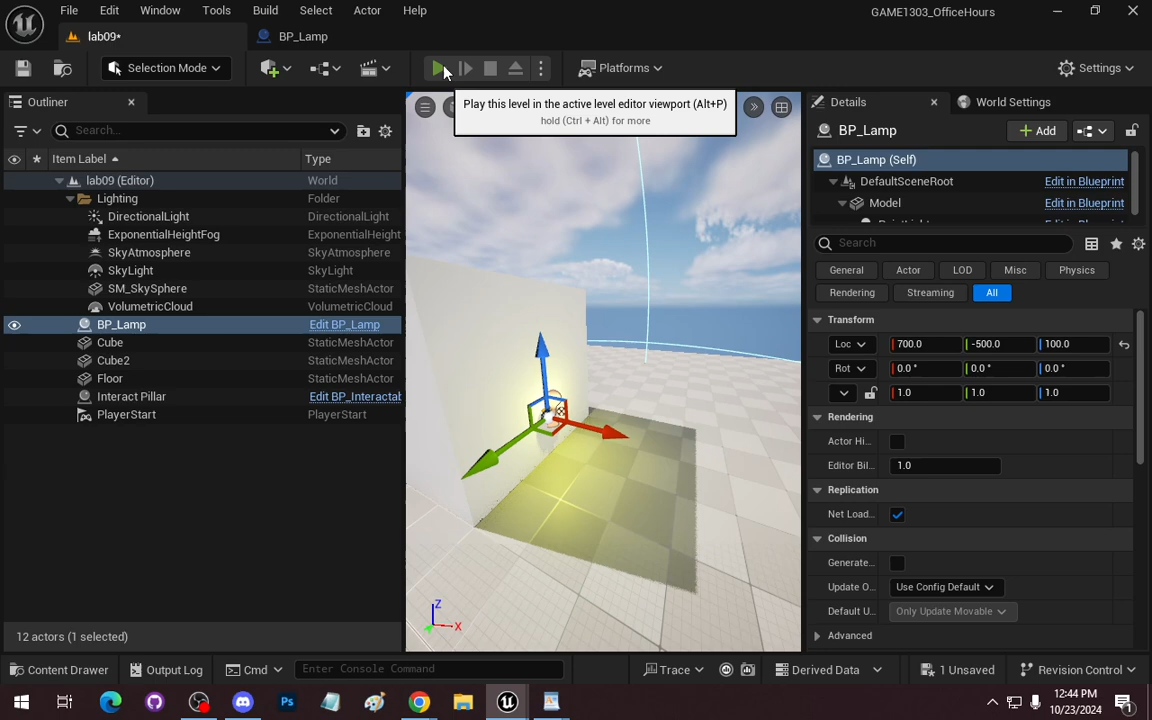 File Edit Window Tools Build Select Actor Help GAME1303_OfficeHours
lab09* BP_Lamp
Selection Mode Platforms Settings
Outliner Details World Settings
Play this level in the active level editor viewport (Alt+P)
hold (Ctrl + Alt) for more
Search... BP_Lamp Add
Item Label Type BP_Lamp (Self)
lab09 (Editor) World DefaultSceneRoot Edit in Blueprint
Lighting Folder Model Edit in Blueprint
DirectionalLight DirectionalLight
ExponentialHeightFog ExponentialHeight Search
SkyAtmosphere SkyAtmosphere
SkyLight SkyLight General Actor LOD Misc Physics
SM_SkySphere StaticMeshActor Rendering Streaming All
VolumetricCloud VolumetricCloud
BP_Lamp Edit BP_Lamp Transform
Cube StaticMeshActor Loc 700.0 -500.0 100.0
Cube2 StaticMeshActor Rot 0.0 ° 0.0 ° 0.0 °
Floor StaticMeshActor 1.0 1.0 1.0
Interact Pillar Edit BP_Interactab
PlayerStart PlayerStart Rendering
Actor Hi...
Editor Bil... 1.0
Replication
Net Load...
Collision
Generate...
Update O... Use Config Default
Z
X
Default U... Only Update Movable
12 actors (1 selected) Advanced
Content Drawer Output Log Cmd Enter Console Command Trace Derived Data 1 Unsaved Revision Control
Ps 12:44 PM
10/23/2024 1